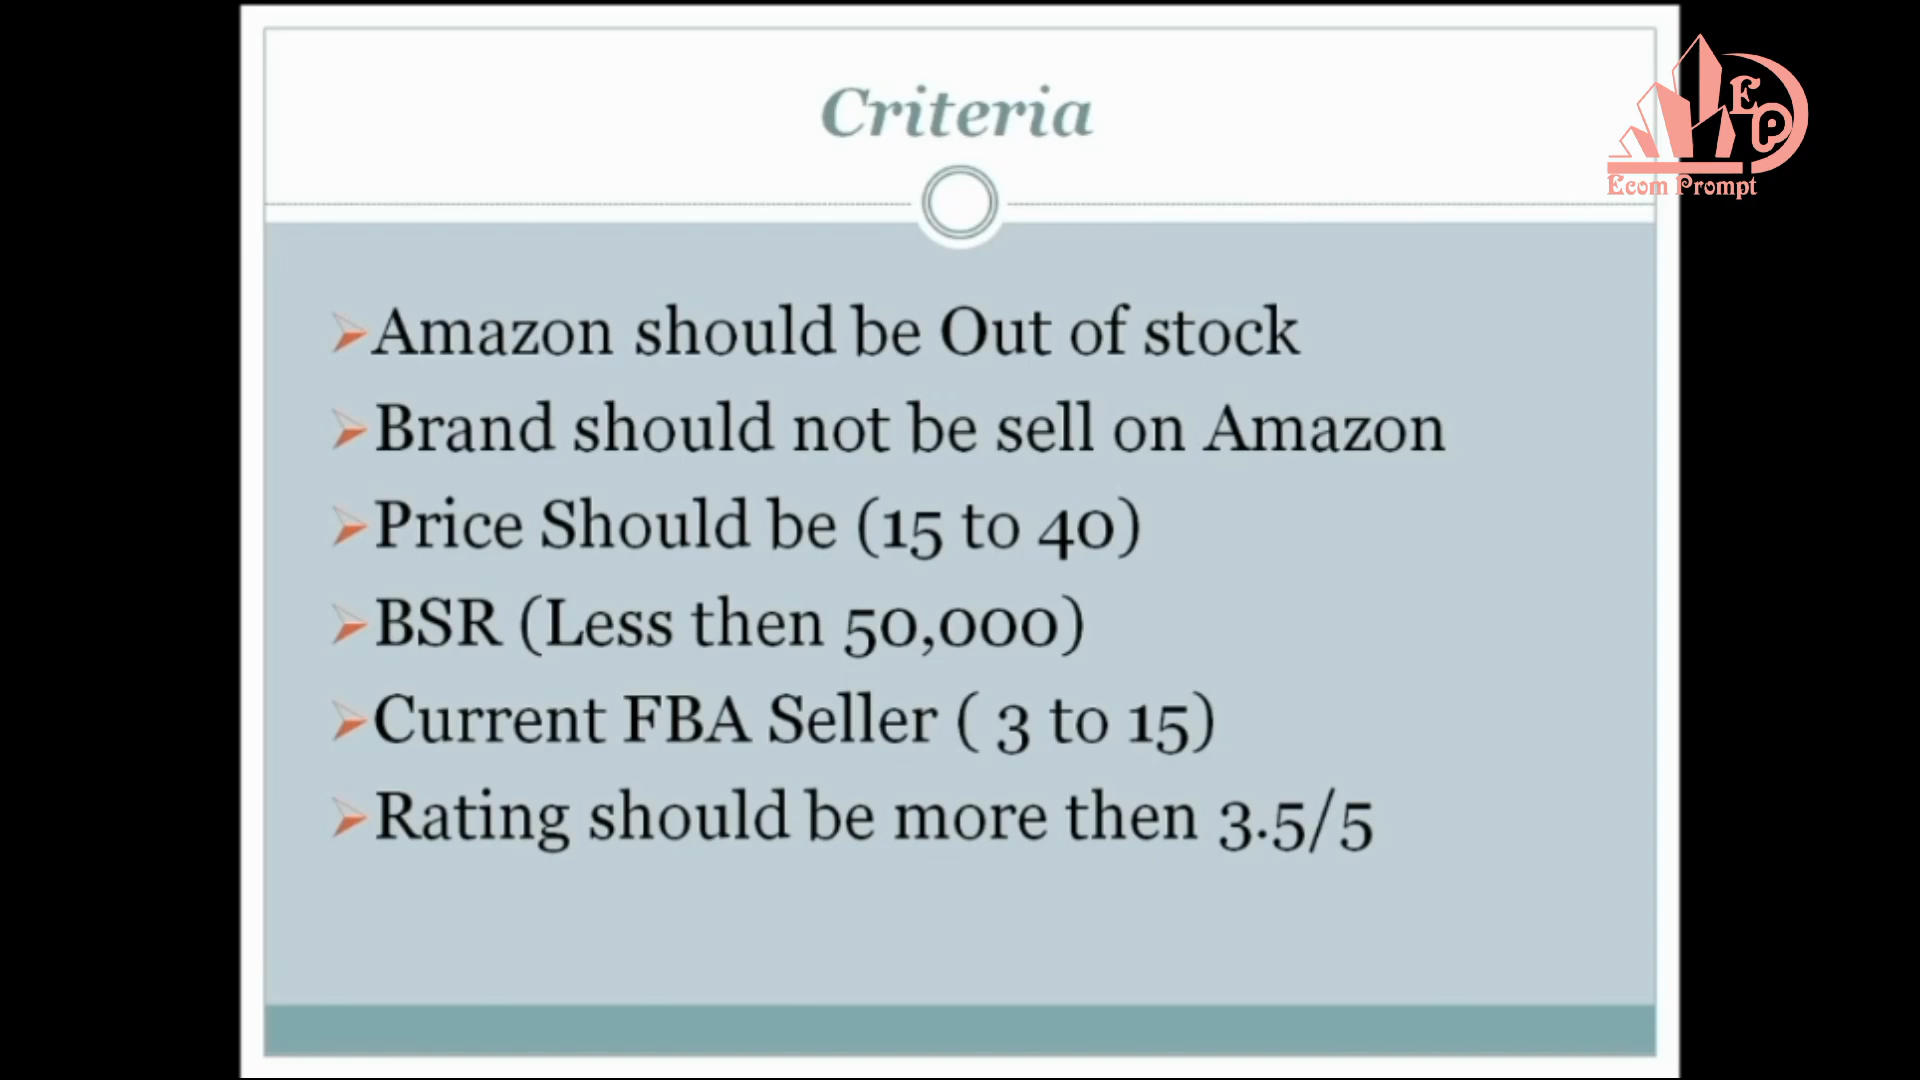 Criteria
E
P
Ecom Prompt
Amazon should be Out of stock
Brand should not be sell on Amazon
Price Should be (15 to 40)
BSR (Less then 50,000)
Current FBA Seller ( 3 to 15)
Rating should be more then 3.5/5